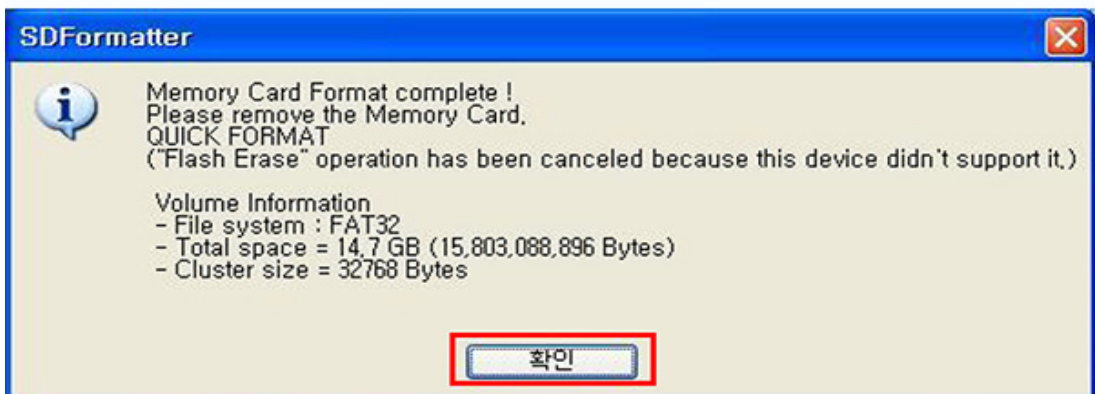 SDFormatter
Memory Card Format complete !
Please remove the Memory Card.
QUICK FORMAT
("Flash Erase" operation has been canceled because this device didn't support it.)
Volume Information
- File system : FAT32
- Total space = 14.7 GB (15,803,088,896 Bytes)
- Cluster size = 32768 Bytes
확인